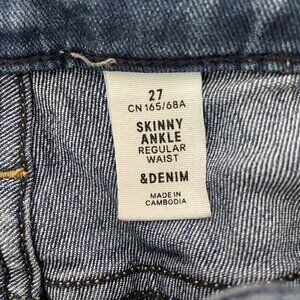 27
CN 165/68A
SKINNY
ANKLE
REGULAR
WAIST
&DENIM
MADE IN
CAMBODIA